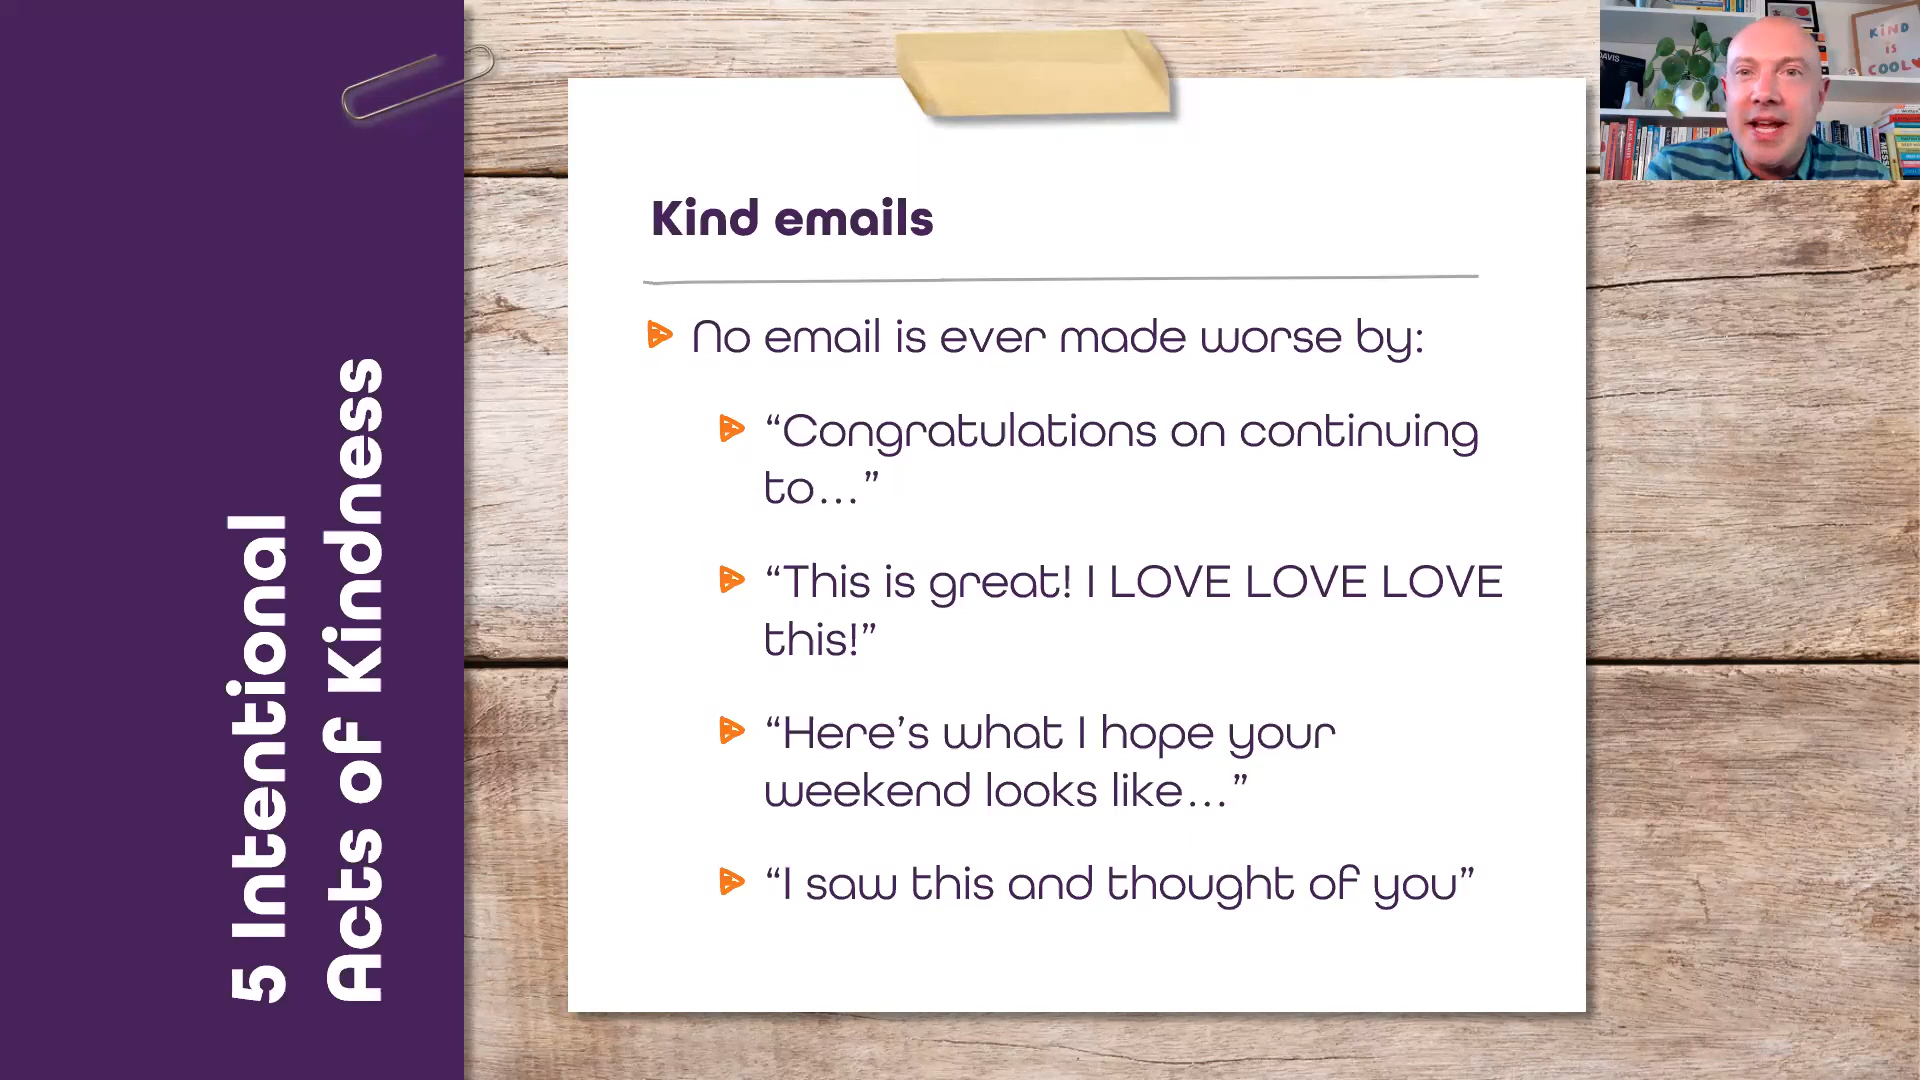 5 Intentional
Acts of Kindness
Kind emails
No email is ever made worse by:
“Congratulations on continuing
to...”
“This is great! I LOVE LOVE LOVE
this!”
“Here’s what I hope your
weekend looks like...”
“I saw this and thought of you”
KIND
IS
COOL